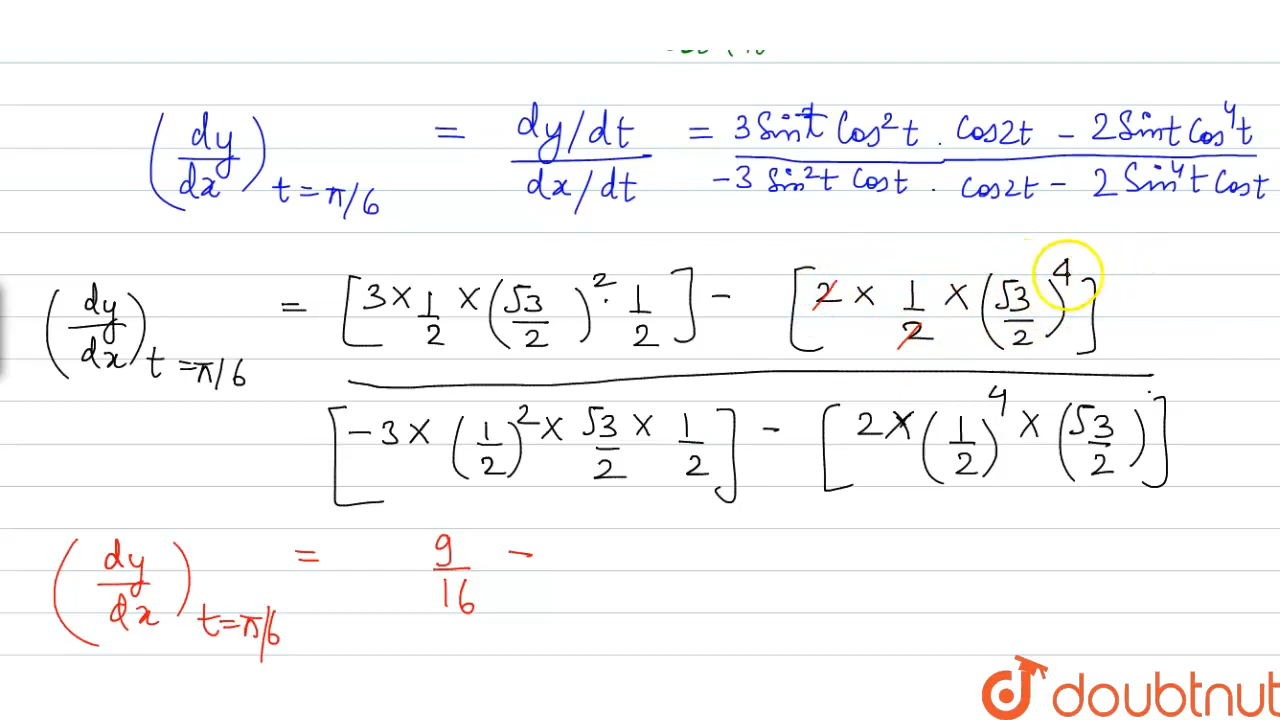 (dy/dx)_{t=π/6} = (dy/dt)/(dx/dt) = (3 Sint Cos²t . Cos2t − 2 Sint Cos⁴t)/(−3 Sin²t Cost . Cos2t − 2 Sin⁴t Cost)
(dy/dx)_{t=π/6} = ([3 × 1/2 × (√3/2)² · 1/2] − [2 × 1/2 × (√3/2)⁴])/([−3 × (1/2)² × √3/2 × 1/2] − [2 × (1/2)⁴ × (√3/2)])
(dy/dx)_{t=π/6} = 9/16 −
doubtnut